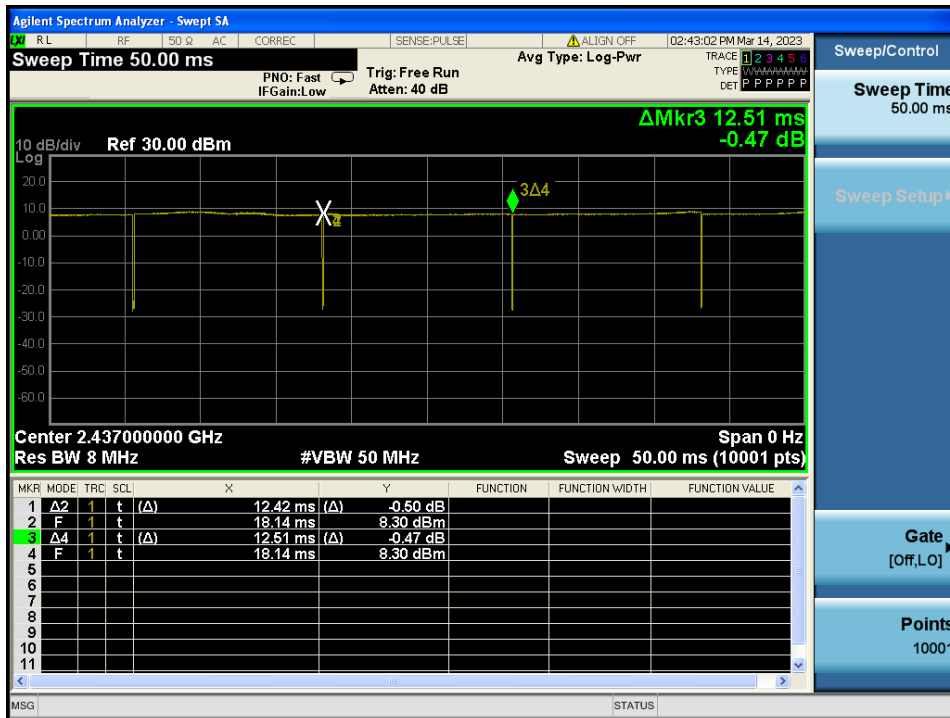 Agilent Spectrum Analyzer - Swept SA
LXI RL RF 50 Ω AC CORREC SENSE:PULSE ALIGN OFF 02:43:02 PM Mar 14, 2023
Sweep Time 50.00 ms
PNO: Fast
IFGain:Low
Trig: Free Run
Atten: 40 dB
Avg Type: Log-Pwr
TRACE 1 2 3 4 5 6
TYPE
DET P P P P P P
ΔMkr3 12.51 ms
-0.47 dB
10 dB/div Ref 30.00 dBm
Log
20.0
10.0
0.00
-10.0
-20.0
-30.0
-40.0
-50.0
-60.0
3Δ4
Center 2.437000000 GHz Span 0 Hz
Res BW 8 MHz #VBW 50 MHz Sweep 50.00 ms (10001 pts)
MKR MODE TRC SCL X Y FUNCTION FUNCTION WIDTH FUNCTION VALUE
1 Δ2 1 t (Δ) 12.42 ms (Δ) -0.50 dB
2 F 1 t 18.14 ms 8.30 dBm
3 Δ4 1 t (Δ) 12.51 ms (Δ) -0.47 dB
4 F 1 t 18.14 ms 8.30 dBm
5
6
7
8
9
10
11
MSG STATUS
Sweep/Control
Sweep Time
50.00 ms
Sweep Setup
Gate
[Off,LO]
Points
10001